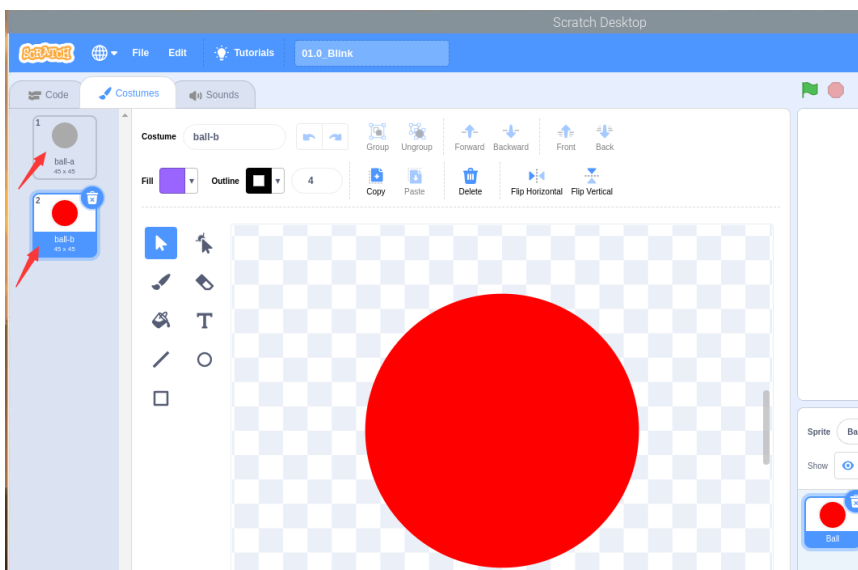 Scratch Desktop
SCRATCH File Edit Tutorials 01.0_Blink
Code Costumes Sounds
1
ball-a
45 x 45
2
ball-b
45 x 45
Costume ball-b Group Ungroup Forward Backward Front Back
Fill Outline 4 Copy Paste Delete Flip Horizontal Flip Vertical
T
Sprite Ba
Show
Ball